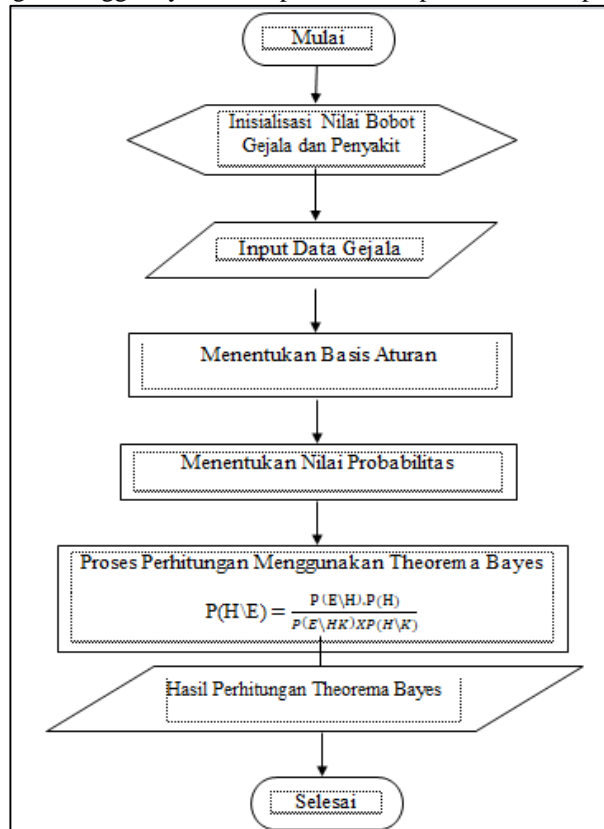 Mulai
Inisialisasi Nilai Bobot
Gejala dan Penyakit
Input Data Gejala
Menentukan Basis Aturan
Menentukan Nilai Probabilitas
Proses Perhitungan Menggunakan Theorema Bayes
P(H\E) = P(E\H).P(H) / P(E\HK)XP(H\K)
Hasil Perhitungan Theorema Bayes
Selesai